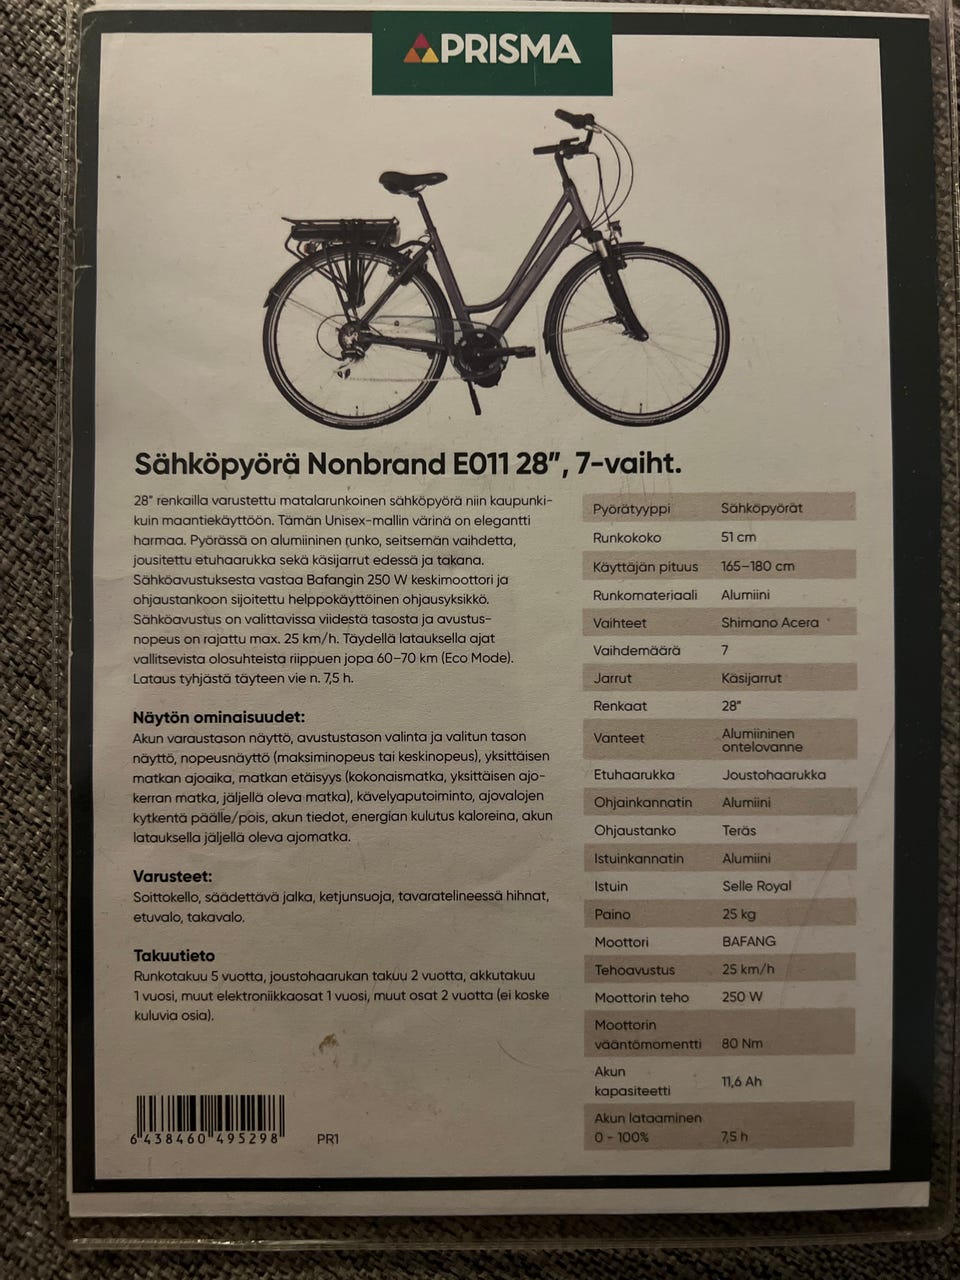 PRISMA
Sähköpyörä Nonbrand E011 28”, 7-vaiht.
28” renkailla varustettu matalarunkoinen sähköpyörä niin kaupunki-
kuin maantiekäyttöön. Tämän Unisex-mallin värinä on elegantti
harmaa. Pyörässä on alumiininen runko, seitsemän vaihdetta,
jousitettu etuhaarukka sekä käsijarrut edessä ja takana.
Sähköavustuksesta vastaa Bafangin 250 W keskimoottori ja
ohjaustankoon sijoitettu helppokäyttöinen ohjausyksikkö.
Sähköavustus on valittavissa viidestä tasosta ja avustus-
nopeus on rajattu max. 25 km/h. Täydellä latauksella ajat
vallitsevista olosuhteista riippuen jopa 60–70 km (Eco Mode).
Lataus tyhjästä täyteen vie n. 7,5 h.
Näytön ominaisuudet:
Akun varaustason näyttö, avustustason valinta ja valitun tason
näyttö, nopeusnäyttö (maksiminopeus tai keskinopeus), yksittäisen
matkan ajoaika, matkan etäisyys (kokonaismatka, yksittäisen ajo-
kerran matka, jäljellä oleva matka), kävelyaputoiminto, ajovalojen
kytkentä päälle/pois, akun tiedot, energian kulutus kaloreina, akun
latauksella jäljellä oleva ajomatka.
Varusteet:
Soittokello, säädettävä jalka, ketjunsuoja, tavaratelineessä hihnat,
etuvalo, takavalo.
Takuutieto
Runkotakuu 5 vuotta, joustohaarukan takuu 2 vuotta, akkutakuu
1 vuosi, muut elektroniikkaosat 1 vuosi, muut osat 2 vuotta (ei koske
kuluvia osia).
6 438460 495298
PR1
Pyörätyyppi Sähköpyörät
Runkokoko 51 cm
Käyttäjän pituus 165–180 cm
Runkomateriaali Alumiini
Vaihteet Shimano Acera
Vaihdemäärä 7
Jarrut Käsijarrut
Renkaat 28”
Vanteet Alumiininen
ontelovanne
Etuhaarukka Joustohaarukka
Ohjainkannatin Alumiini
Ohjaustanko Teräs
Istuinkannatin Alumiini
Istuin Selle Royal
Paino 25 kg
Moottori BAFANG
Tehoavustus 25 km/h
Moottorin teho 250 W
Moottorin
vääntömomentti 80 Nm
Akun
kapasiteetti 11,6 Ah
Akun lataaminen
0 - 100% 7,5 h